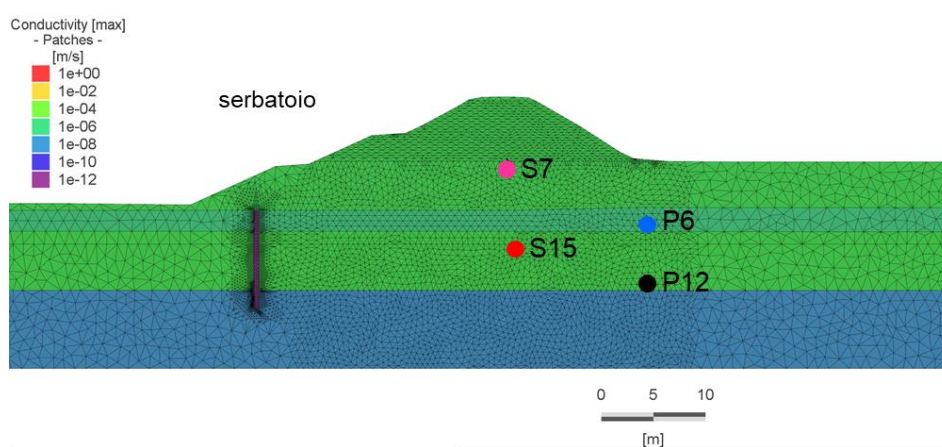 Conductivity [max]
- Patches -
[m/s]
1e+00
1e-02
1e-04
1e-06
1e-08
1e-10
1e-12
serbatoio
S7
P6
S15
P12
0 5 10
[m]